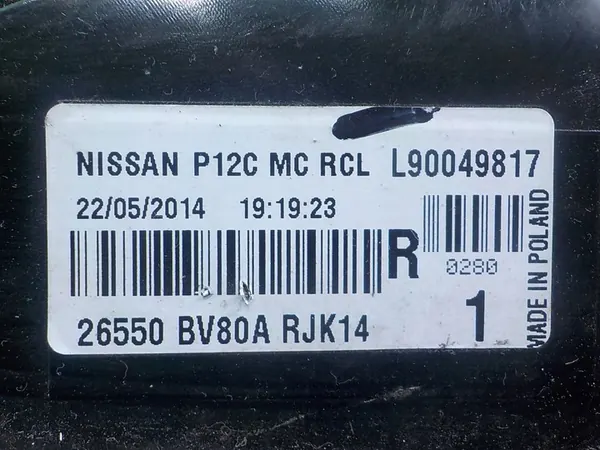 NISSAN P12C MC RCL L90049817
22/05/2014 19:19:23
R
0280
26550 BV80A RJK14
1
MADE IN POLAND